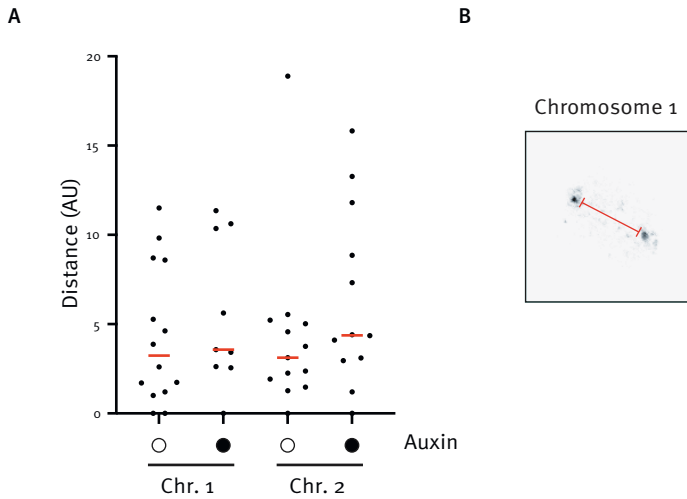 A
B
20
15
10
5
0
Distance (AU)
Chromosome 1
Auxin
Chr. 1
Chr. 2